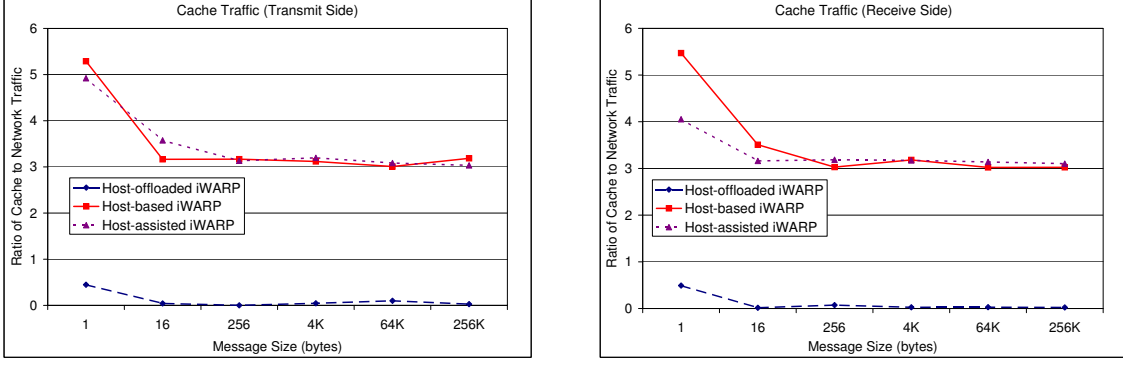 Cache Traffic (Transmit Side)
6
5
4
3
2
1
0
Ratio of Cache to Network Traffic
Host-offloaded iWARP
Host-based iWARP
Host-assisted iWARP
1 16 256 4K 64K 256K
Message Size (bytes)
Cache Traffic (Receive Side)
6
5
4
3
2
1
0
Ratio of Cache to Network Traffic
Host-offloaded iWARP
Host-based iWARP
Host-assisted iWARP
1 16 256 4K 64K 256K
Message Size (bytes)